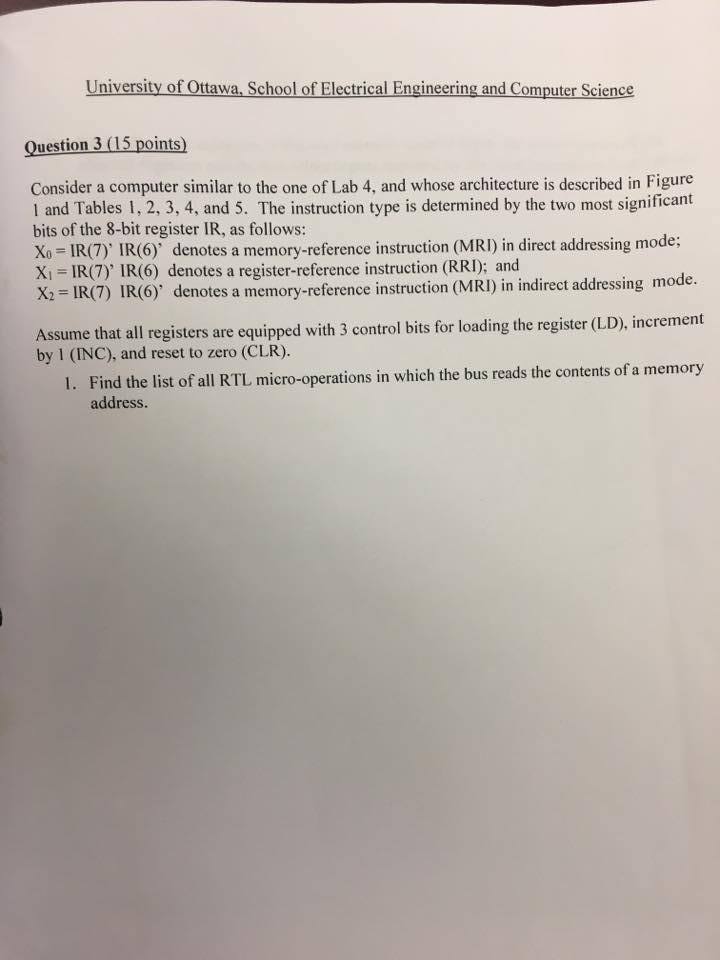 University of Ottawa, School of Electrical Engineering and Computer Science
Question 3 (15 points)
Consider a computer similar to the one of Lab 4, and whose architecture is described in Figure
1 and Tables 1, 2, 3, 4, and 5. The instruction type is determined by the two most significant
bits of the 8-bit register IR, as follows:
X₀ = IR(7)’ IR(6)’ denotes a memory-reference instruction (MRI) in direct addressing mode;
X₁ = IR(7)’ IR(6) denotes a register-reference instruction (RRI); and
X₂ = IR(7) IR(6)’ denotes a memory-reference instruction (MRI) in indirect addressing mode.
Assume that all registers are equipped with 3 control bits for loading the register (LD), increment
by 1 (INC), and reset to zero (CLR).
1. Find the list of all RTL micro-operations in which the bus reads the contents of a memory
address.